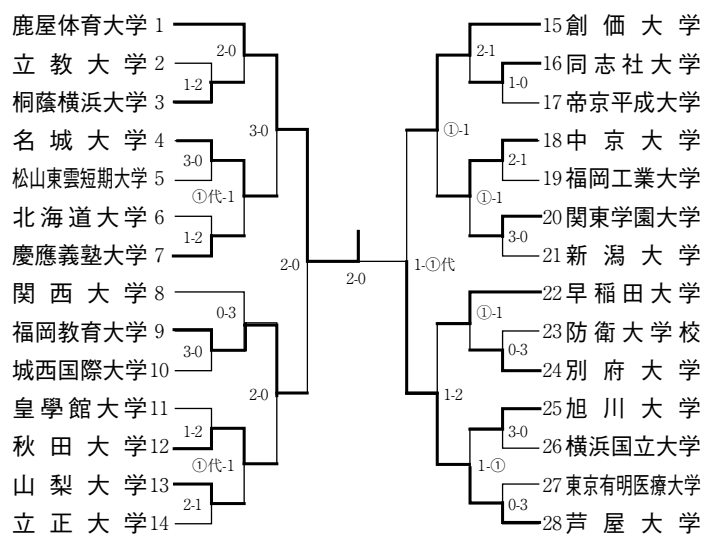 鹿屋体育大学 1
立教大学 2
桐蔭横浜大学 3
名城大学 4
松山東雲短期大学 5
北海道大学 6
慶應義塾大学 7
関西大学 8
福岡教育大学 9
城西国際大学 10
皇學館大学 11
秋田大学 12
山梨大学 13
立正大学 14
2-0
1-2
3-0
3-0
①代-1
1-2
2-0
0-3
3-0
2-0
1-2
①代-1
2-1
2-0
1-①代
2-1
1-0
①-1
2-1
①-1
3-0
①-1
0-3
1-2
3-0
1-①
0-3
15 創価大学
16 同志社大学
17 帝京平成大学
18 中京大学
19 福岡工業大学
20 関東学園大学
21 新潟大学
22 早稲田大学
23 防衛大学校
24 別府大学
25 旭川大学
26 横浜国立大学
27 東京有明医療大学
28 芦屋大学